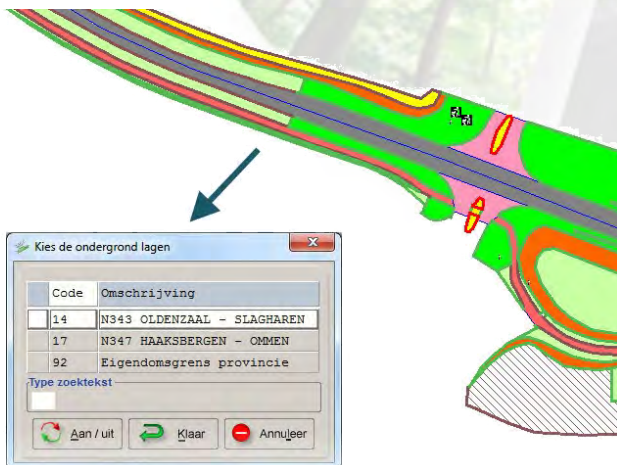 Kies de ondergrond lagen
Code Omschrijving
14 N343 OLDENZAAL - SLAGHAREN
17 N347 HAAKSBERGEN - OMMEN
92 Eigendomsgrens provincie
Type zoektekst
Aan / uit Klaar Annuleer